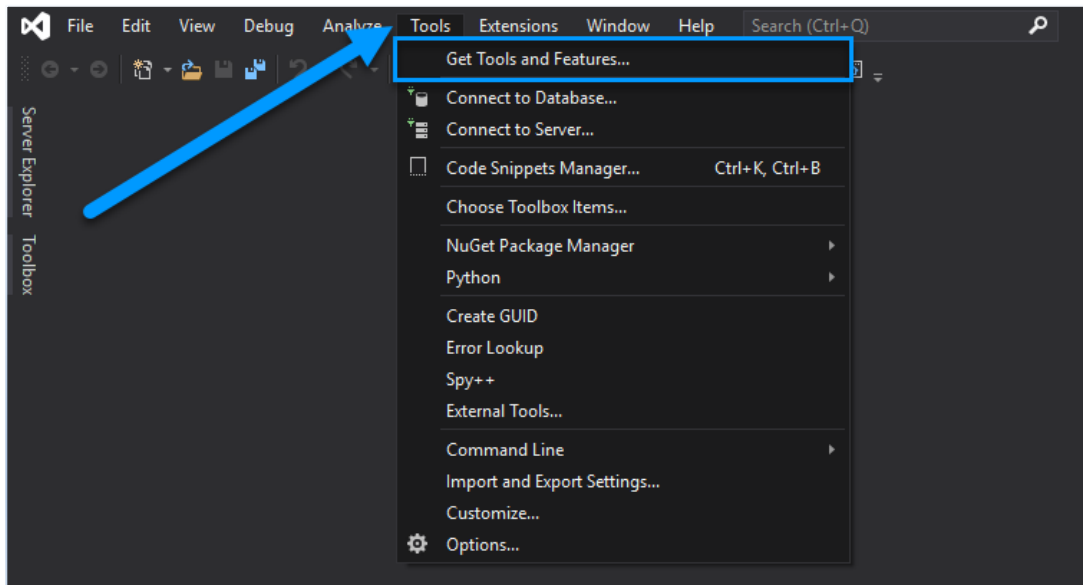 File Edit View Debug Analyze Tools Extensions Window Help Search (Ctrl+Q)
Get Tools and Features...
Connect to Database...
Connect to Server...
Code Snippets Manager... Ctrl+K, Ctrl+B
Choose Toolbox Items...
NuGet Package Manager
Python
Create GUID
Error Lookup
Spy++
External Tools...
Command Line
Import and Export Settings...
Customize...
Options...
Server Explorer
Toolbox